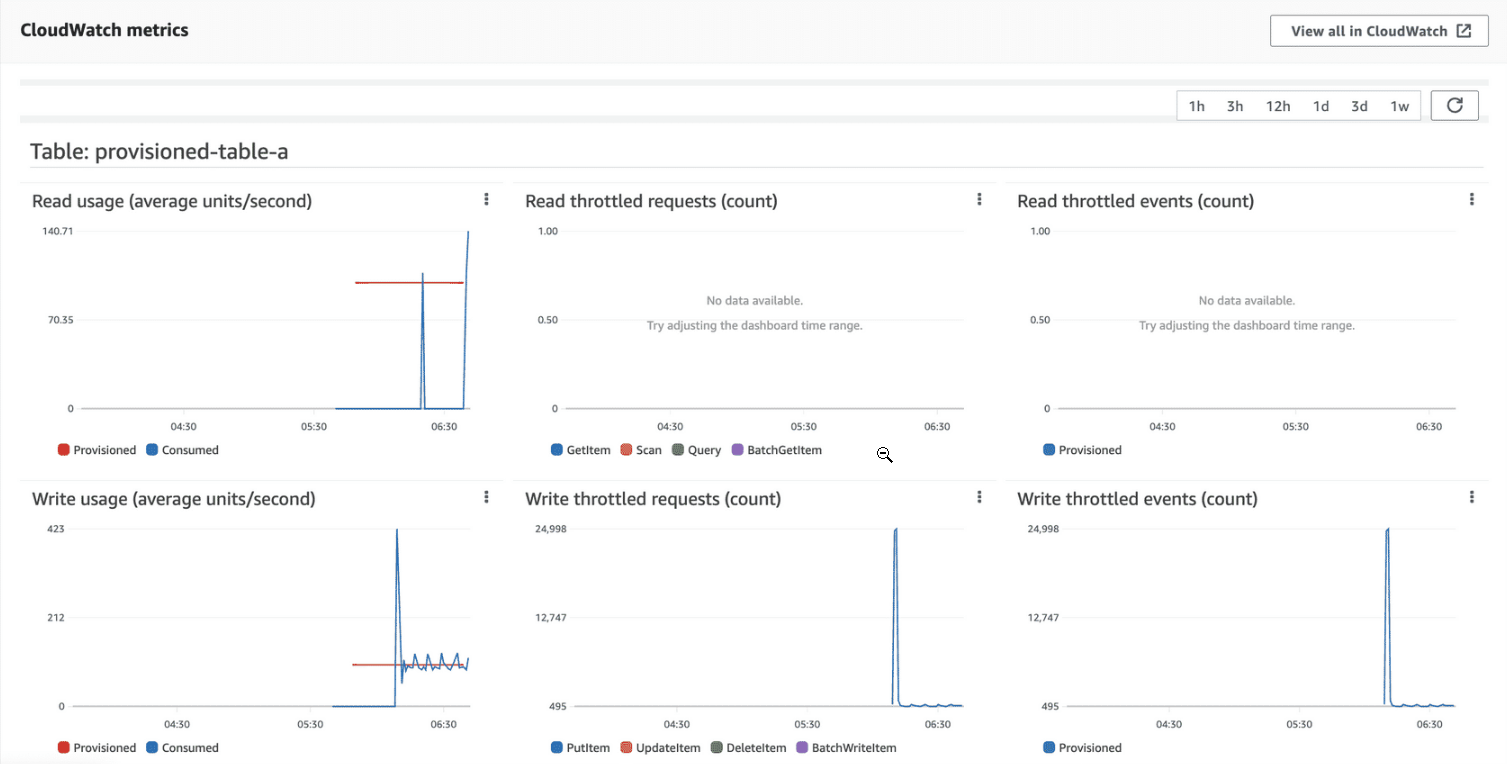 CloudWatch metrics
View all in CloudWatch
1h 3h 12h 1d 3d 1w
Table: provisioned-table-a
Read usage (average units/second)
140.71
70.35
0
04:30 05:30 06:30
Provisioned Consumed
Read throttled requests (count)
1.00
No data available.
0.50
Try adjusting the dashboard time range.
0
04:30 05:30 06:30
GetItem Scan Query BatchGetItem
Read throttled events (count)
1.00
No data available.
0.50
Try adjusting the dashboard time range.
0
04:30 05:30 06:30
Provisioned
Write usage (average units/second)
423
212
0
04:30 05:30 06:30
Provisioned Consumed
Write throttled requests (count)
24,998
12,747
495
04:30 05:30 06:30
PutItem UpdateItem DeleteItem BatchWriteItem
Write throttled events (count)
24,998
12,747
495
04:30 05:30 06:30
Provisioned